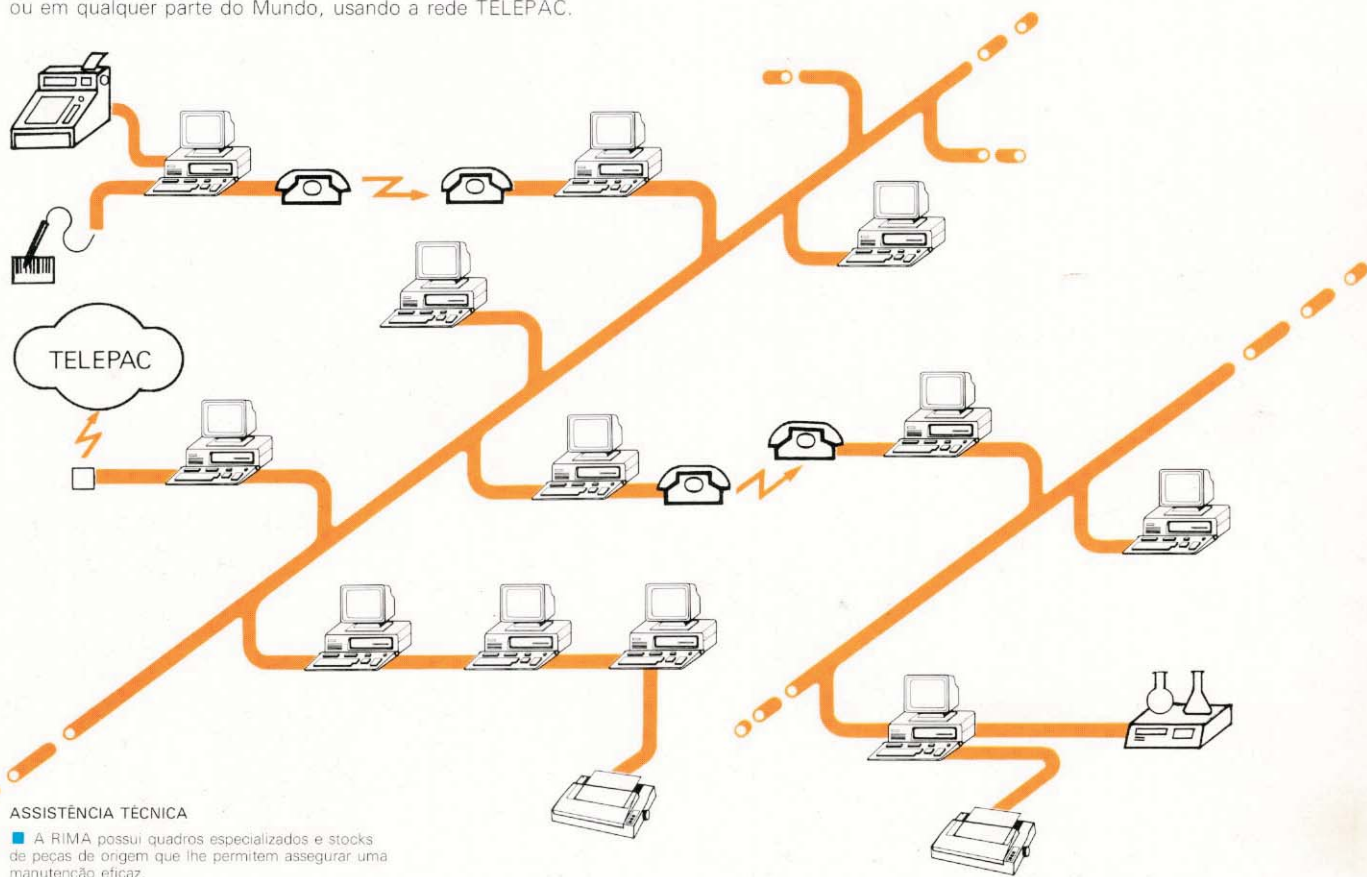 ou em qualquer parte do Mundo, usando a rede TELEPAC.
TELEPAC
ASSISTÊNCIA TÉCNICA
■ A RIMA possui quadros especializados e stocks
de peças de origem que lhe permitem assegurar uma
manutenção eficaz